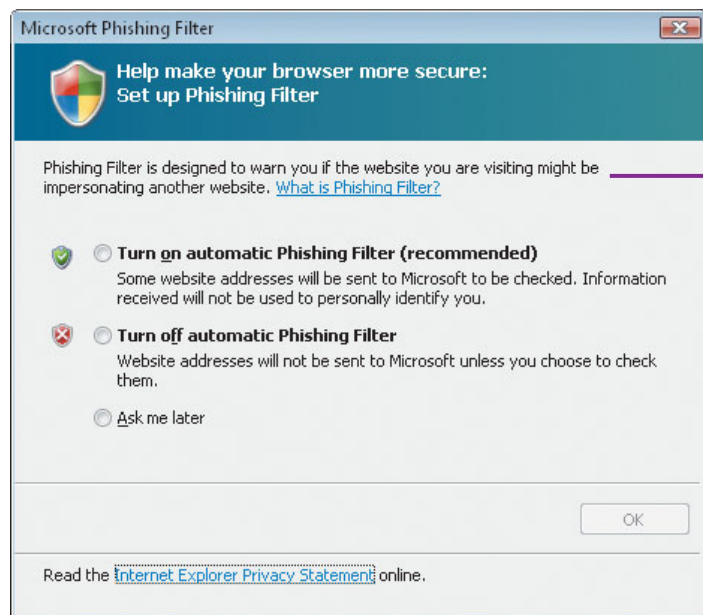 Microsoft Phishing Filter
Help make your browser more secure:
Set up Phishing Filter
Phishing Filter is designed to warn you if the website you are visiting might be
impersonating another website. What is Phishing Filter?
Turn on automatic Phishing Filter (recommended)
Some website addresses will be sent to Microsoft to be checked. Information
received will not be used to personally identify you.
Turn off automatic Phishing Filter
Website addresses will not be sent to Microsoft unless you choose to check
them.
Ask me later
OK
Read the Internet Explorer Privacy Statement online.